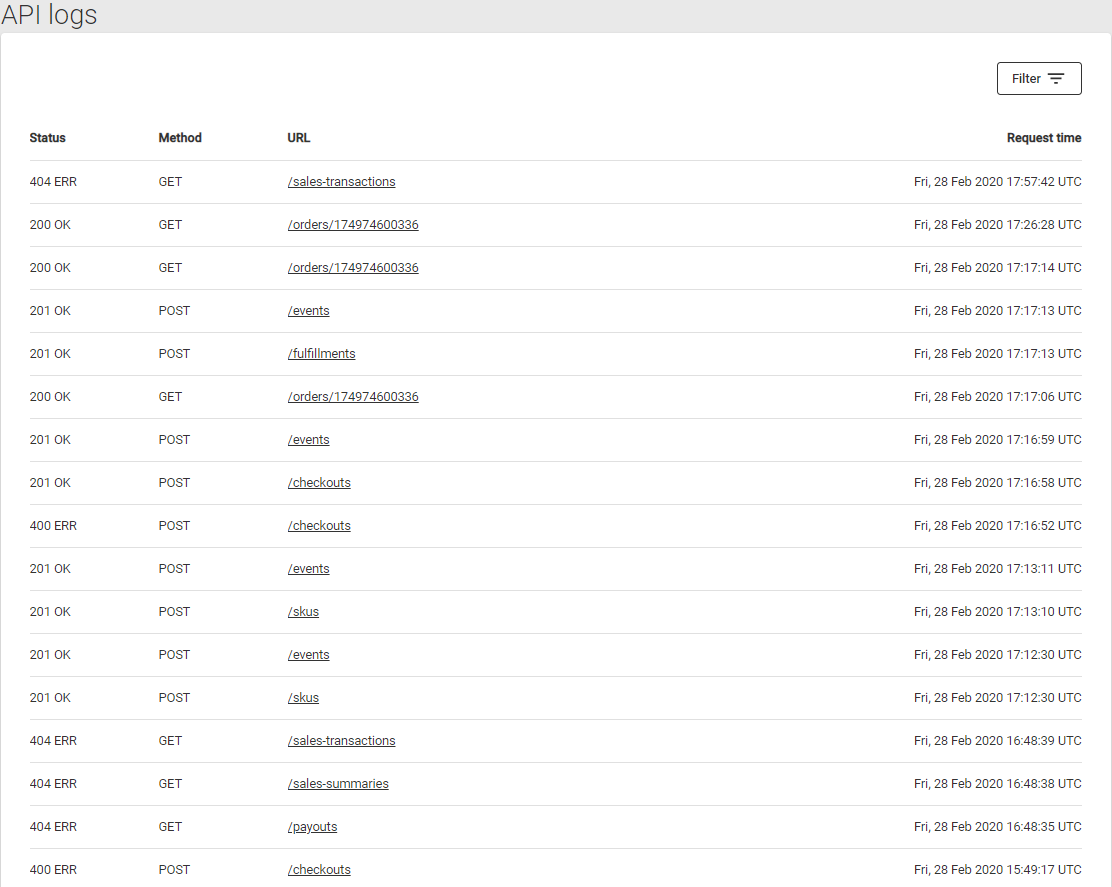 API logs
Filter
Status Method URL Request time
404 ERR GET /sales-transactions Fri, 28 Feb 2020 17:57:42 UTC
200 OK GET /orders/174974600336 Fri, 28 Feb 2020 17:26:28 UTC
200 OK GET /orders/174974600336 Fri, 28 Feb 2020 17:17:14 UTC
201 OK POST /events Fri, 28 Feb 2020 17:17:13 UTC
201 OK POST /fulfillments Fri, 28 Feb 2020 17:17:13 UTC
200 OK GET /orders/174974600336 Fri, 28 Feb 2020 17:17:06 UTC
201 OK POST /events Fri, 28 Feb 2020 17:16:59 UTC
201 OK POST /checkouts Fri, 28 Feb 2020 17:16:58 UTC
400 ERR POST /checkouts Fri, 28 Feb 2020 17:16:52 UTC
201 OK POST /events Fri, 28 Feb 2020 17:13:11 UTC
201 OK POST /skus Fri, 28 Feb 2020 17:13:10 UTC
201 OK POST /events Fri, 28 Feb 2020 17:12:30 UTC
201 OK POST /skus Fri, 28 Feb 2020 17:12:30 UTC
404 ERR GET /sales-transactions Fri, 28 Feb 2020 16:48:39 UTC
404 ERR GET /sales-summaries Fri, 28 Feb 2020 16:48:38 UTC
404 ERR GET /payouts Fri, 28 Feb 2020 16:48:35 UTC
400 ERR POST /checkouts Fri, 28 Feb 2020 15:49:17 UTC